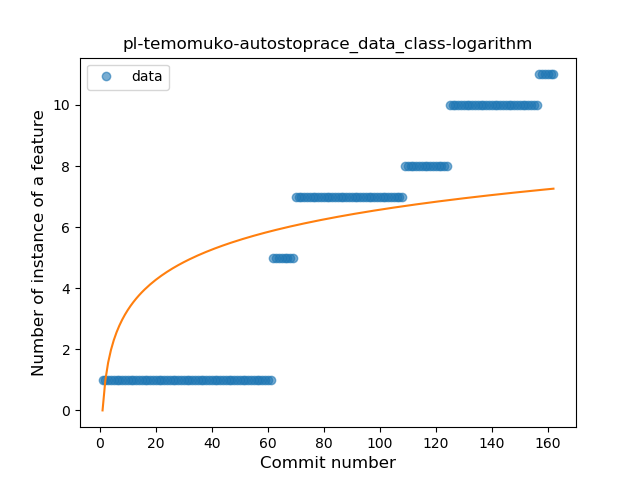 pl-temomuko-autostoprace_data_class-logarithm
data
Number of instance of a feature
10
8
6
4
2
0
0 20 40 60 80 100 120 140 160
Commit number